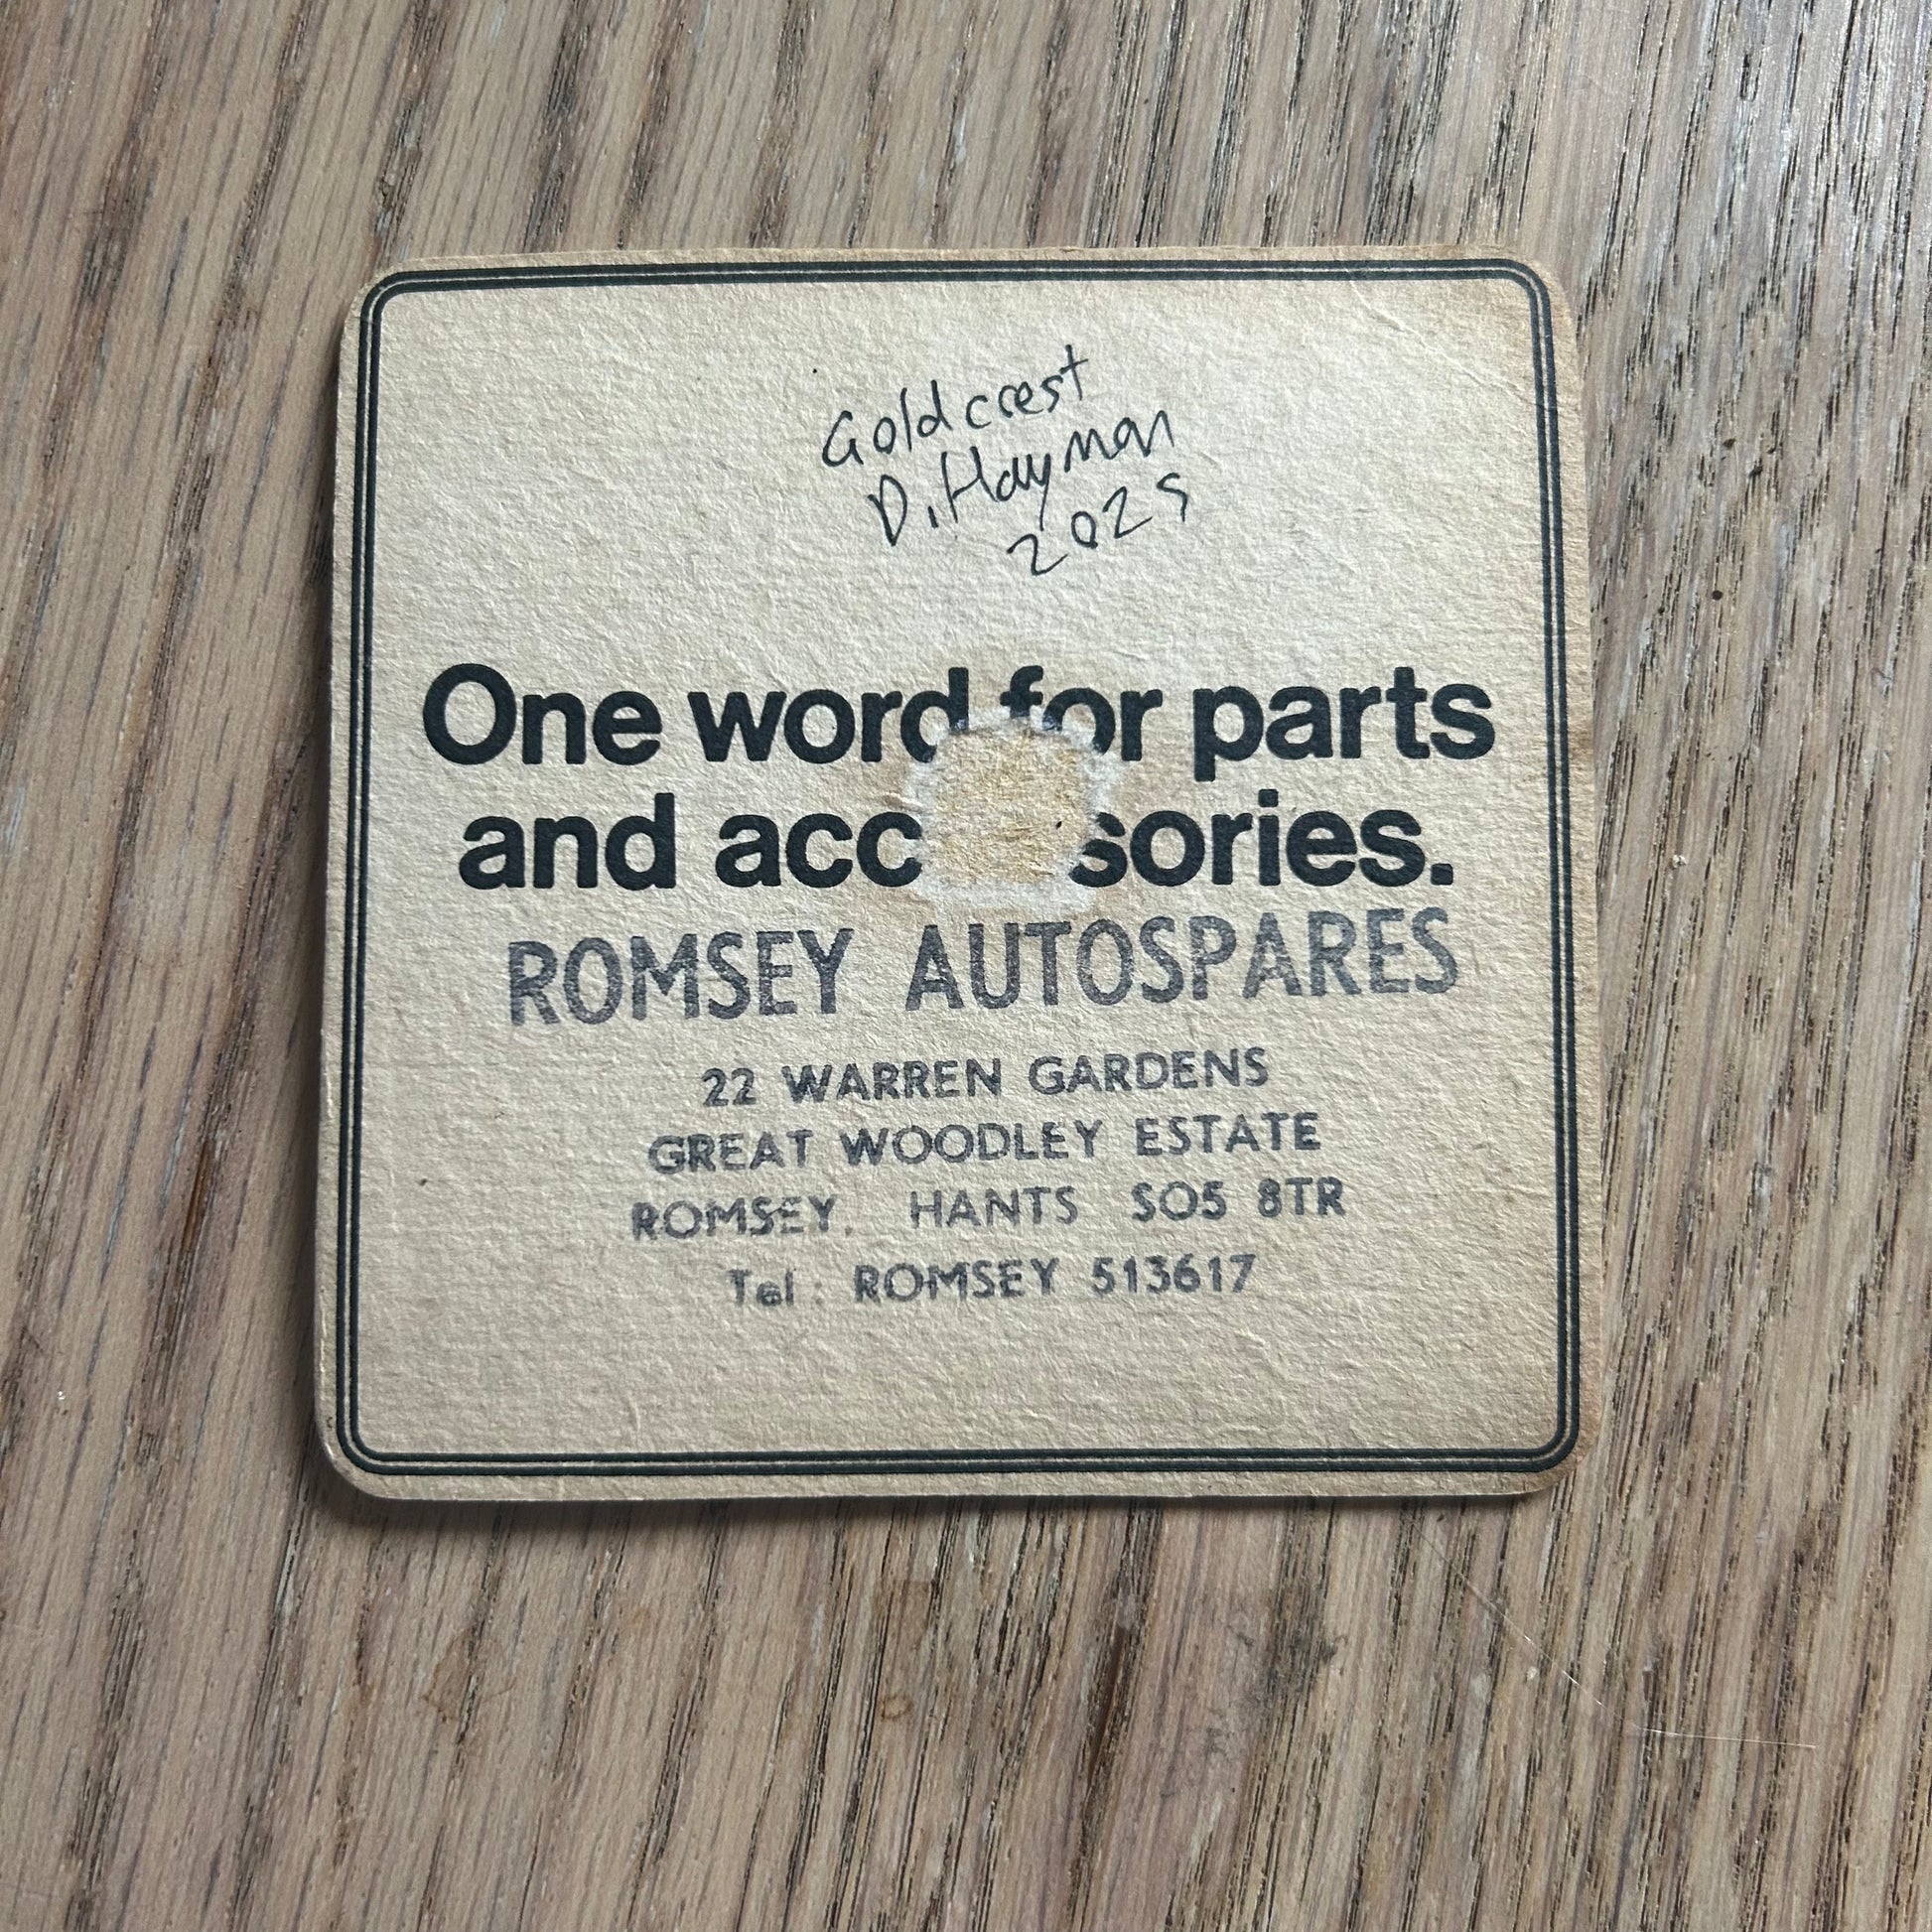 Goldcrest
D. Hayman
2025
One word for parts
and acc sories.
ROMSEY AUTOSPARES
22 WARREN GARDENS
GREAT WOODLEY ESTATE
ROMSEY. HANTS SO5 8TR
Tel: ROMSEY 513617